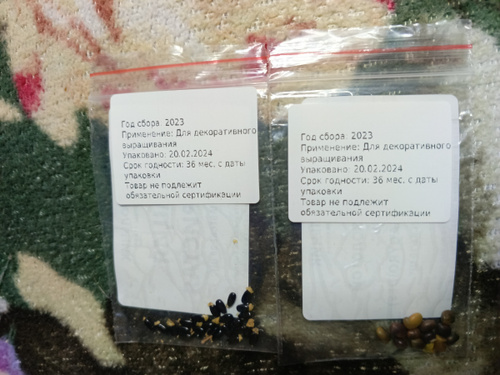 Год сбора: 2023
Применение: Для декоративного
выращивания
Упаковано: 20.02.2024
Срок годности: 36 мес. с даты
упаковки
Товар не подлежит
обязательной сертификации
Год сбора: 2023
Применение: Для декоративного
выращивания
Упаковано: 20.02.2024
Срок годности: 36 мес. с даты
упаковки
Товар не подлежит
обязательной сертификации